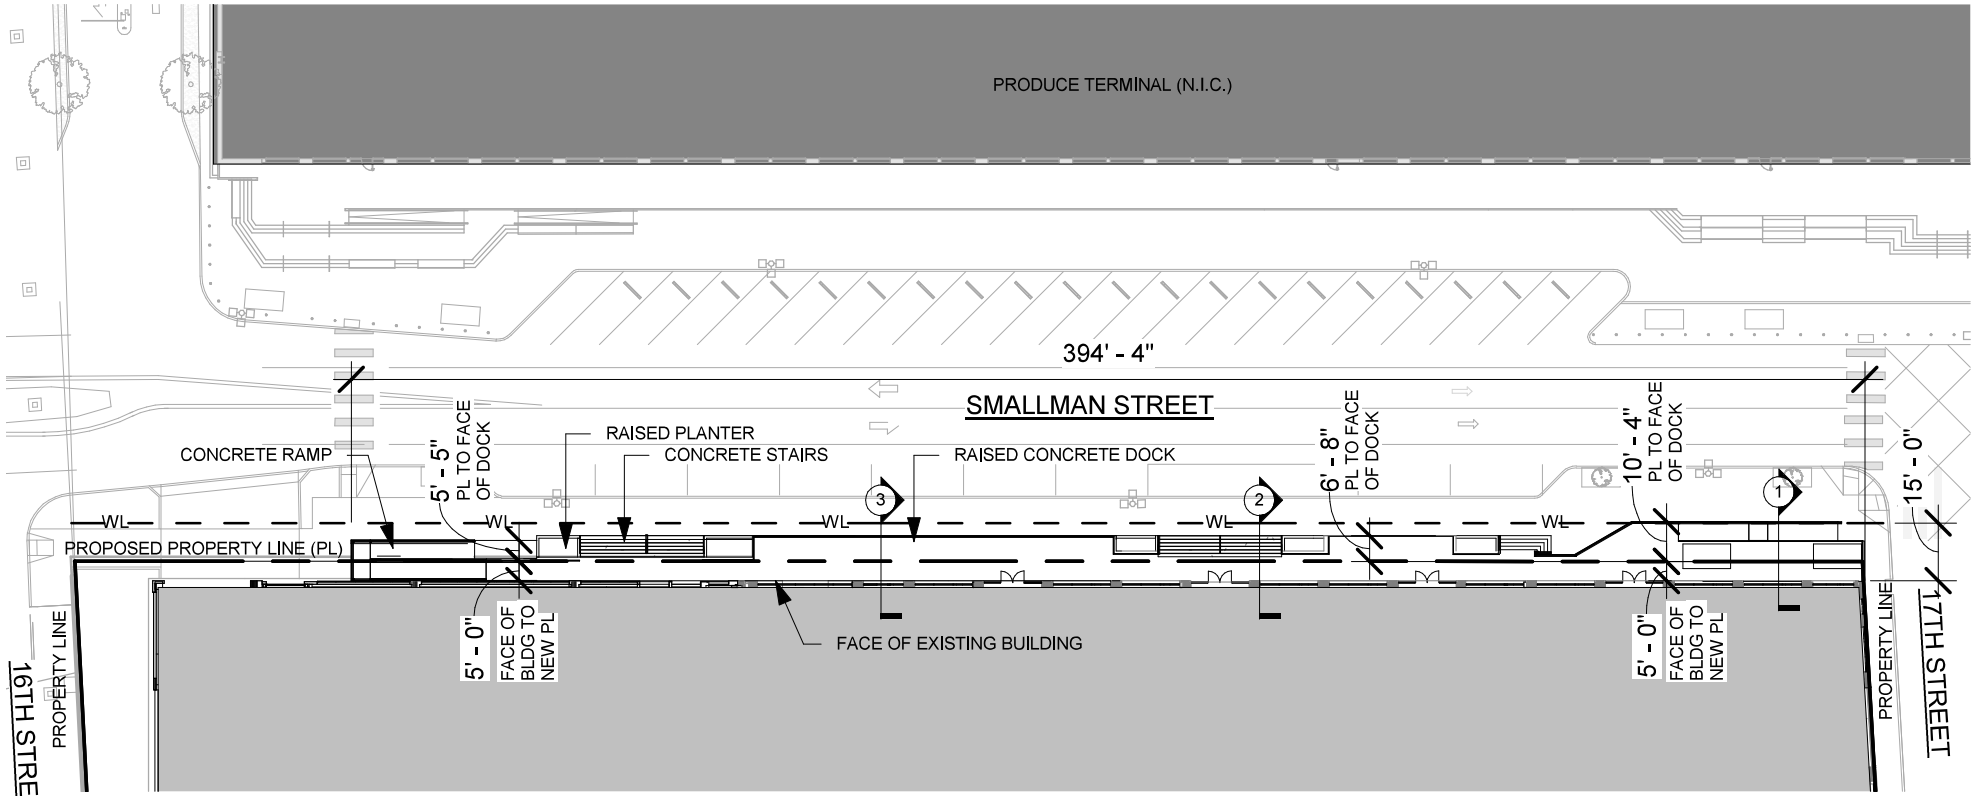 PRODUCE TERMINAL (N.I.C.)
394' - 4"
SMALLMAN STREET
CONCRETE RAMP
5' - 5"
PL TO FACE
OF DOCK
RAISED PLANTER
CONCRETE STAIRS
RAISED CONCRETE DOCK
6' - 8"
PL TO FACE
OF DOCK
10' - 4"
PL TO FACE
OF DOCK
15' - 0"
3
2
1
WL
WL
WL
WL
WL
PROPOSED PROPERTY LINE (PL)
5' - 0"
FACE OF
BLDG TO
NEW PL
FACE OF EXISTING BUILDING
5' - 0"
FACE OF
BLDG TO
NEW PL
PROPERTY LINE
16TH STRE
PROPERTY LINE
17TH STREET